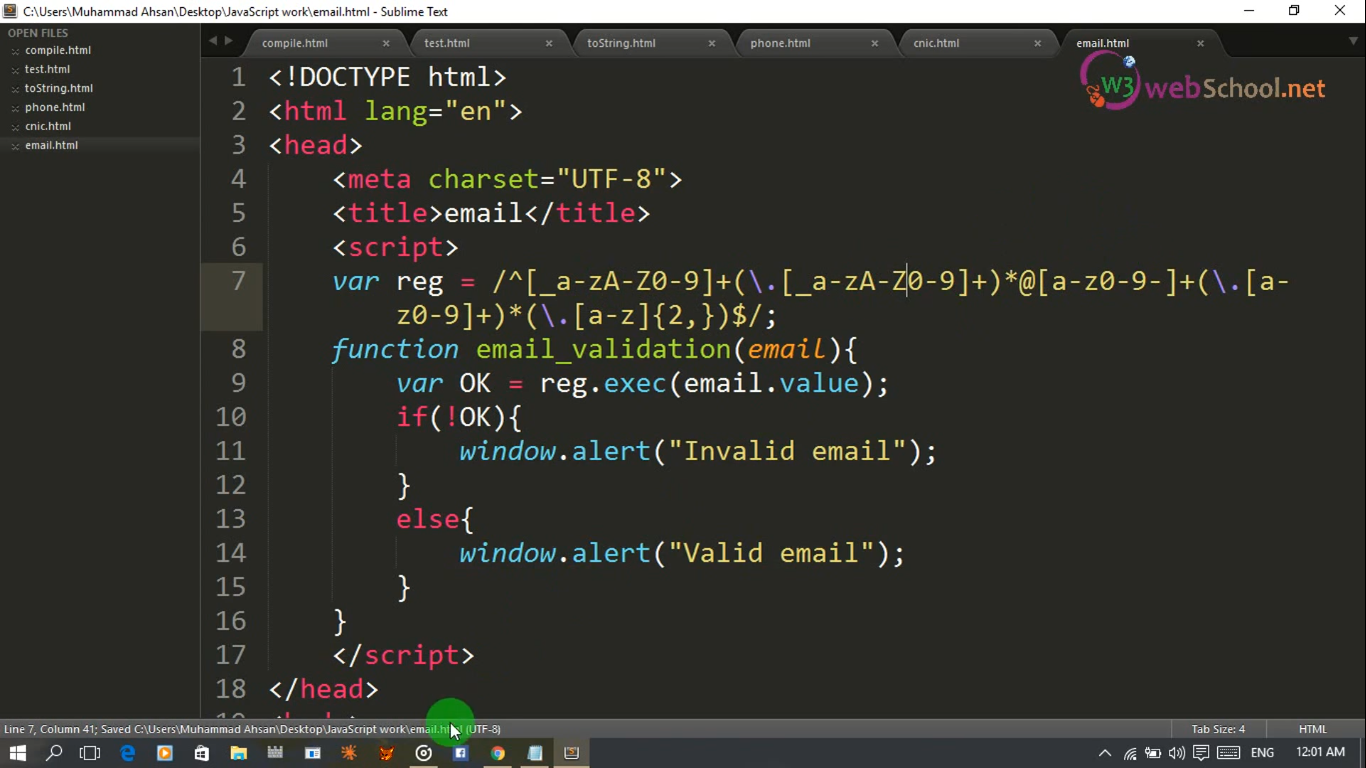 C:\Users\Muhammad Ahsan\Desktop\JavaScript work\email.html - Sublime Text
OPEN FILES
compile.html
test.html
toString.html
phone.html
cnic.html
email.html
compile.html
test.html
toString.html
phone.html
cnic.html
email.html
W3 webSchool.net
1 <!DOCTYPE html>
2 <html lang="en">
3 <head>
4 <meta charset="UTF-8">
5 <title>email</title>
6 <script>
7 var reg = /^[_a-zA-Z0-9]+(\.[_a-zA-Z0-9]+)*@[a-z0-9-]+(\.[a-
z0-9]+)*(\.[a-z]{2,})$/;
8 function email_validation(email){
9 var OK = reg.exec(email.value);
10 if(!OK){
11 window.alert("Invalid email");
12 }
13 else{
14 window.alert("Valid email");
15 }
16 }
17 </script>
18 </head>
19 <body>
Line 7, Column 41; Saved C:\Users\Muhammad Ahsan\Desktop\JavaScript work\email.html (UTF-8)
Tab Size: 4
HTML
ENG
12:01 AM